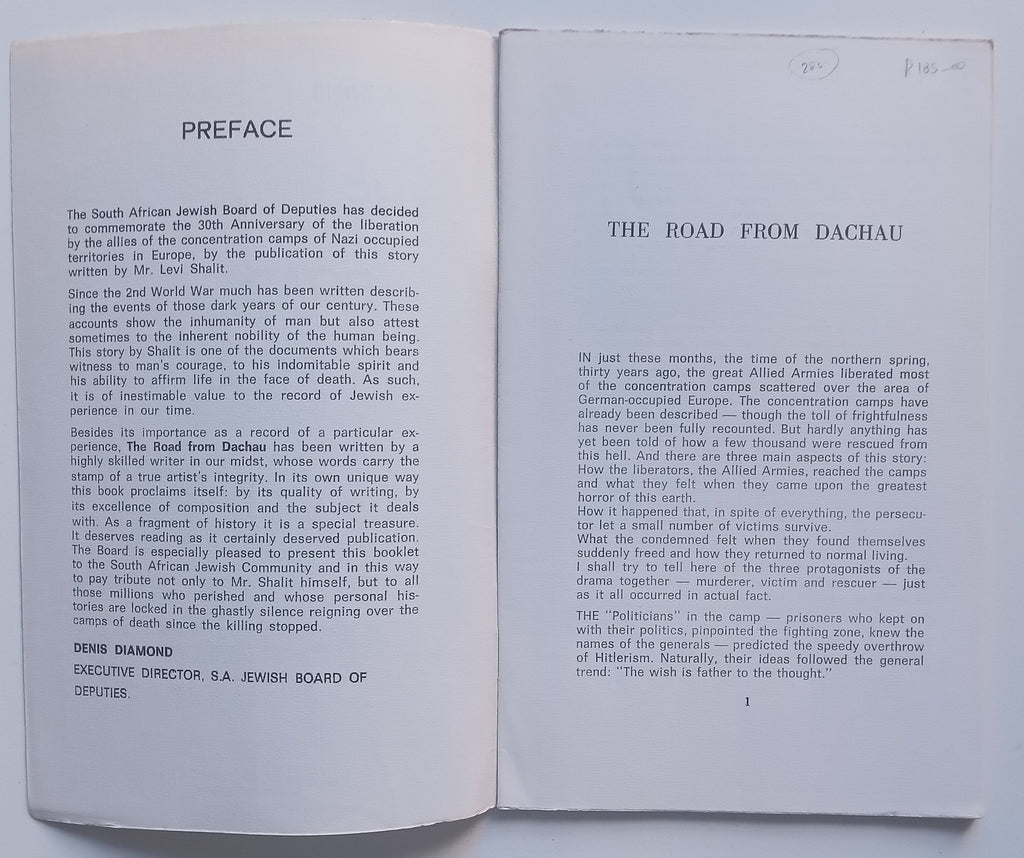 PREFACE
The South African Jewish Board of Deputies has decided
to commemorate the 30th Anniversary of the liberation
by the allies of the concentration camps of Nazi occupied
territories in Europe, by the publication of this story
written by Mr. Levi Shalit.
Since the 2nd World War much has been written describ-
ing the events of those dark years of our century. These
accounts show the inhumanity of man but also attest
sometimes to the inherent nobility of the human being.
This story by Shalit is one of the documents which bears
witness to man's courage, to his indomitable spirit and
his ability to affirm life in the face of death. As such,
it is of inestimable value to the record of Jewish ex-
perience in our time.
Besides its importance as a record of a particular ex-
perience, The Road from Dachau has been written by a
highly skilled writer in our midst, whose words carry the
stamp of a true artist's integrity. In its own unique way
this book proclaims itself: by its quality of writing, by
its excellence of composition and the subject it deals
with. As a fragment of history it is a special treasure.
It deserves reading as it certainly deserved publication.
The Board is especially pleased to present this booklet
to the South African Jewish Community and in this way
to pay tribute not only to Mr. Shalit himself, but to all
those millions who perished and whose personal his-
tories are locked in the ghastly silence reigning over the
camps of death since the killing stopped.
DENIS DIAMOND
EXECUTIVE DIRECTOR, S.A. JEWISH BOARD OF
DEPUTIES.
R185-00
THE ROAD FROM DACHAU
IN just these months, the time of the northern spring,
thirty years ago, the great Allied Armies liberated most
of the concentration camps scattered over the area of
German-occupied Europe. The concentration camps have
already been described — though the toll of frightfulness
has never been fully recounted. But hardly anything has
yet been told of how a few thousand were rescued from
this hell. And there are three main aspects of this story:
How the liberators, the Allied Armies, reached the camps
and what they felt when they came upon the greatest
horror of this earth.
How it happened that, in spite of everything, the persecu-
tor let a small number of victims survive.
What the condemned felt when they found themselves
suddenly freed and how they returned to normal living.
I shall try to tell here of the three protagonists of the
drama together — murderer, victim and rescuer — just
as it all occurred in actual fact.
THE "Politicians" in the camp — prisoners who kept on
with their politics, pinpointed the fighting zone, knew the
names of the generals — predicted the speedy overthrow
of Hitlerism. Naturally, their ideas followed the general
trend: "The wish is father to the thought."
1